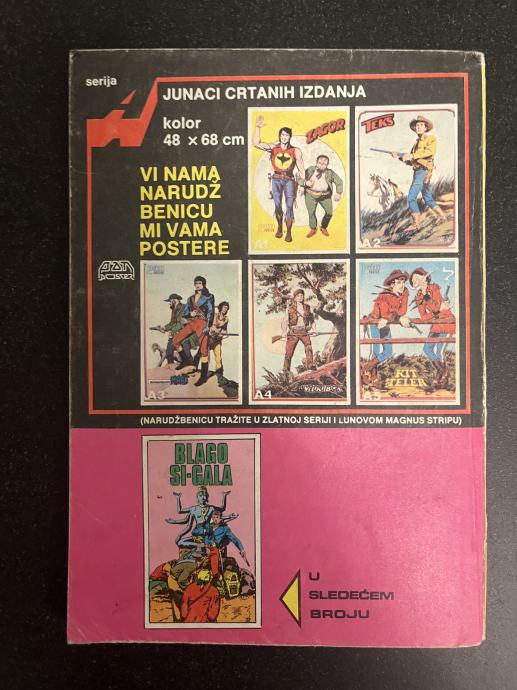 serija
A
JUNACI CRTANIH IZDANJA
kolor
48 x 68 cm
VI NAMA
NARUDŽ
BENICU
MI VAMA
POSTERE
ZAGOR
A1
TEKS
A2
A3
A4
KIT
TELER
A5
(NARUDŽBENICU TRAŽITE U ZLATNOJ SERIJI I LUNOVOM MAGNUS STRIPU)
BLAGO
SI-GALA
U
SLEDEĆEM
BROJU